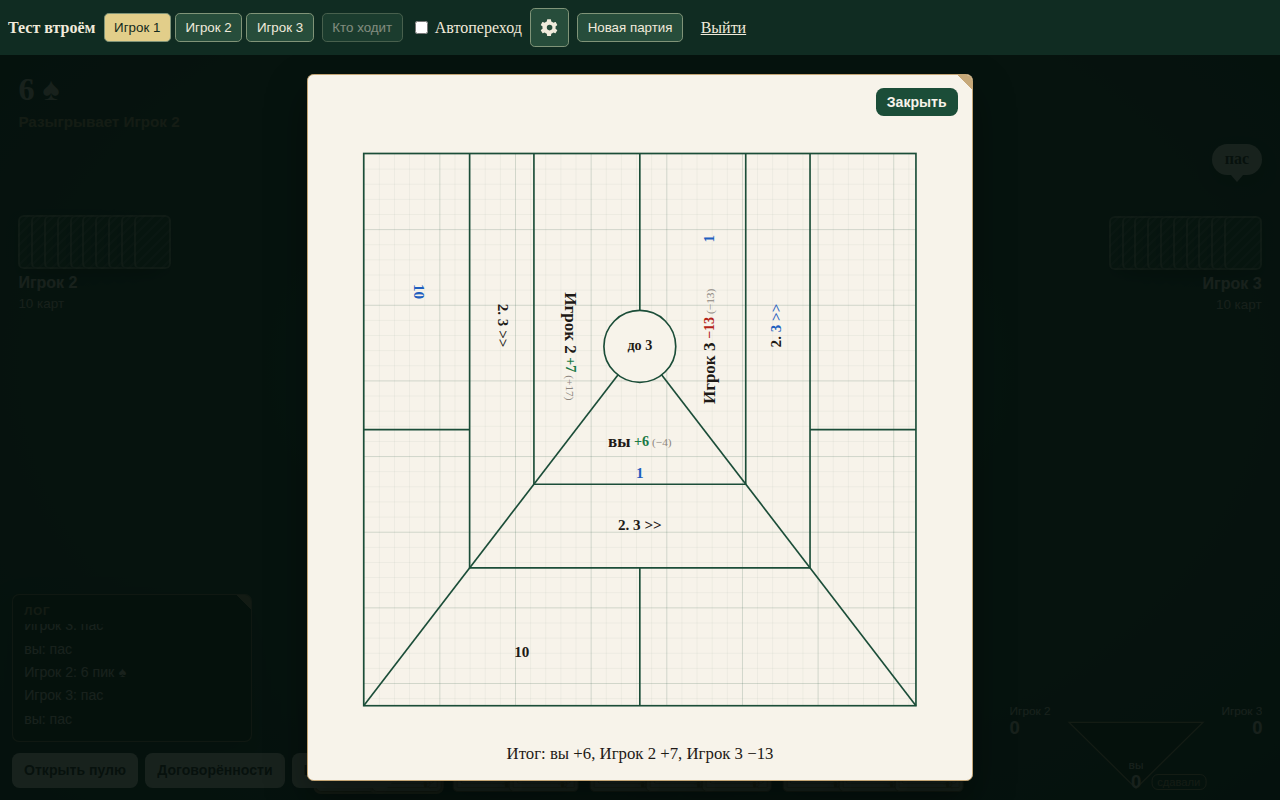 Тест втроём Игрок 1 Игрок 2 Игрок 3 Кто ходит Автопереход Новая партия Выйти
6 ♠
Разыгрывает Игрок 2
Закрыть
пас
Игрок 2
10 карт
Игрок 3
10 карт
10
2. 3 >>
Игрок 2 +7 (+17)
до 3
1
Игрок 3 −13 (−13)
2. 3 >>
вы +6 (−4)
1
2. 3 >>
10
Итог: вы +6, Игрок 2 +7, Игрок 3 −13
ЛОГ
Игрок 3: пас
вы: пас
Игрок 2: 6 пик ♠
Игрок 3: пас
вы: пас
Открыть пулю Договорённости
Игрок 2
0
Игрок 3
0
вы
0 сдавала